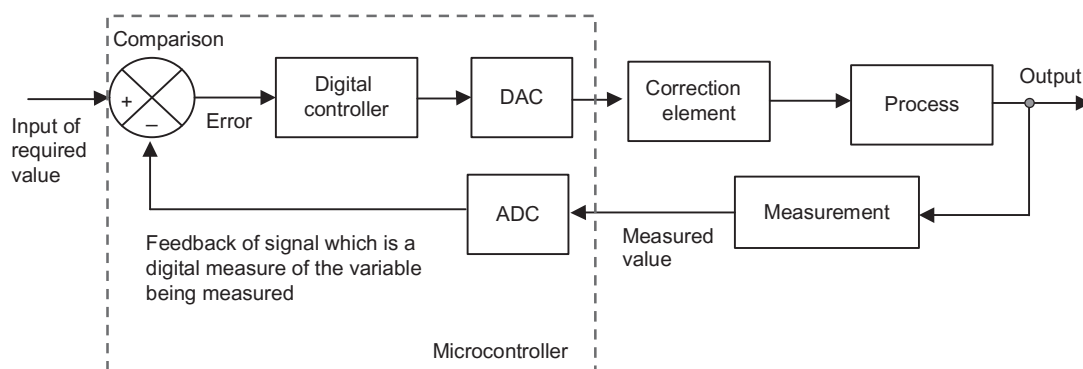 Comparison
+
−
Input of
required
value
Error
Digital
controller
DAC
Correction
element
Process
Output
ADC
Measured
value
Measurement
Feedback of signal which is a
digital measure of the variable
being measured
Microcontroller